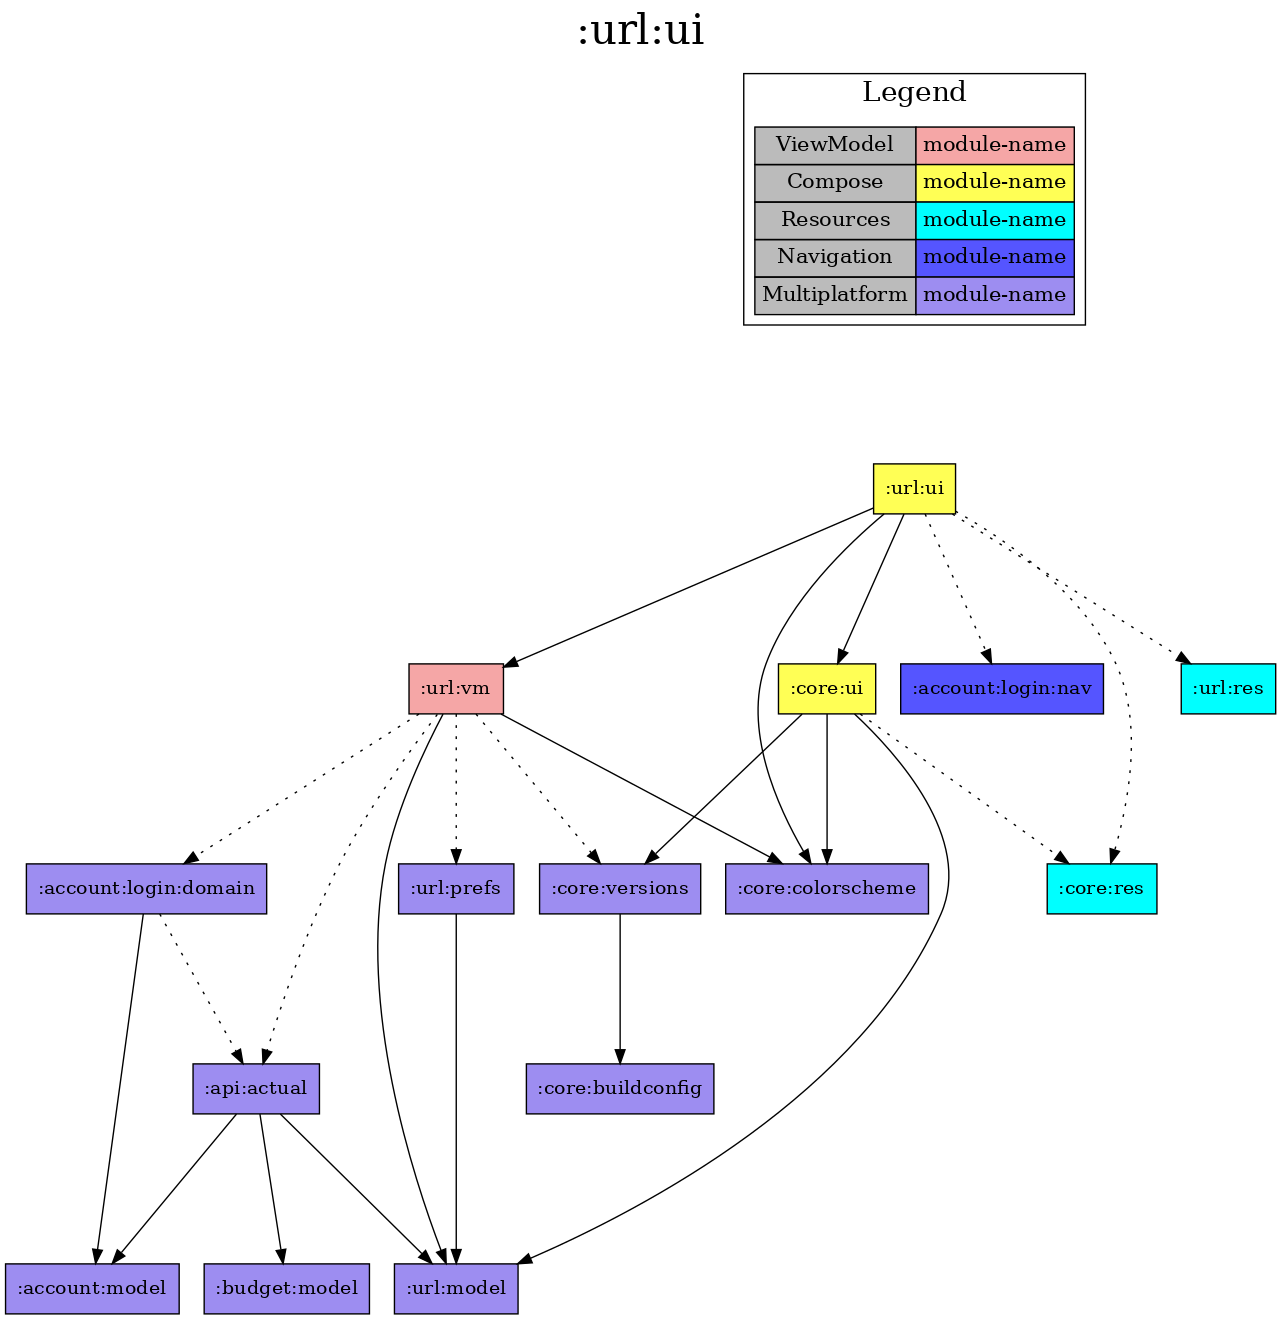 :url:ui
Legend
ViewModel module-name
Compose module-name
Resources module-name
Navigation module-name
Multiplatform module-name
:url:ui
:url:vm
:core:ui
:account:login:nav
:url:res
:account:login:domain
:url:prefs
:core:versions
:core:colorscheme
:core:res
:api:actual
:core:buildconfig
:account:model
:budget:model
:url:model